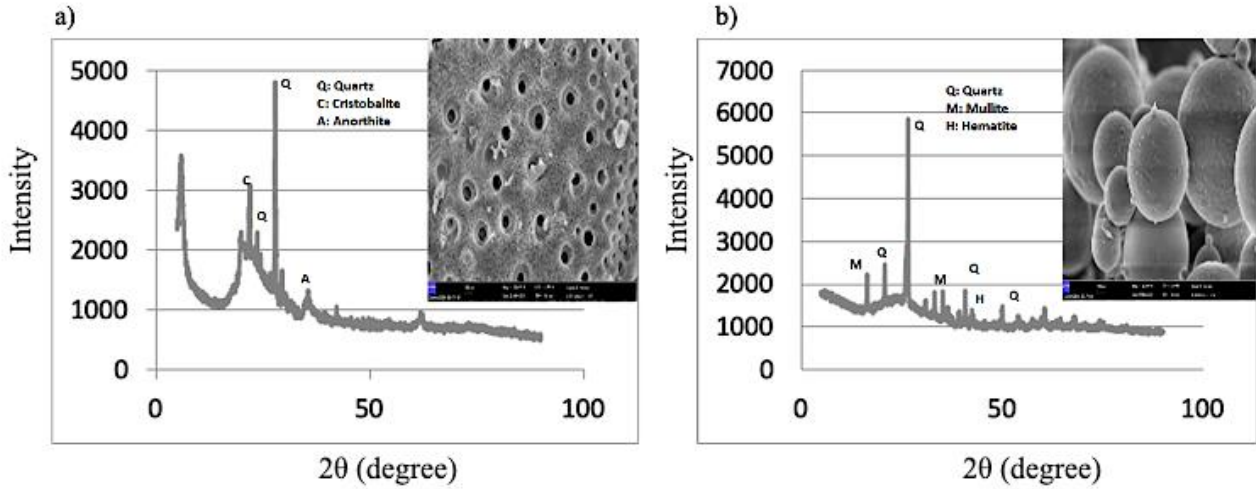 a)
5000
4000
3000
2000
1000
0
0
50
100
Intensity
2θ (degree)
Q: Quartz
C: Cristobalite
A: Anorthite
Q
C
Q
A
b)
7000
6000
5000
4000
3000
2000
1000
0
0
50
100
Intensity
2θ (degree)
Q: Quartz
M: Mullite
H: Hematite
Q
M
Q
M
Q
H
Q